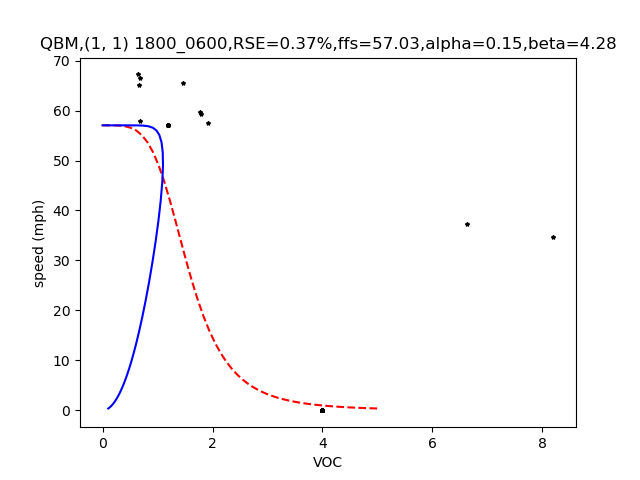 QBM,(1, 1) 1800_0600,RSE=0.37%,ffs=57.03,alpha=0.15,beta=4.28
70
60
50
40
30
20
10
0
speed (mph)
0 2 4 6 8
VOC